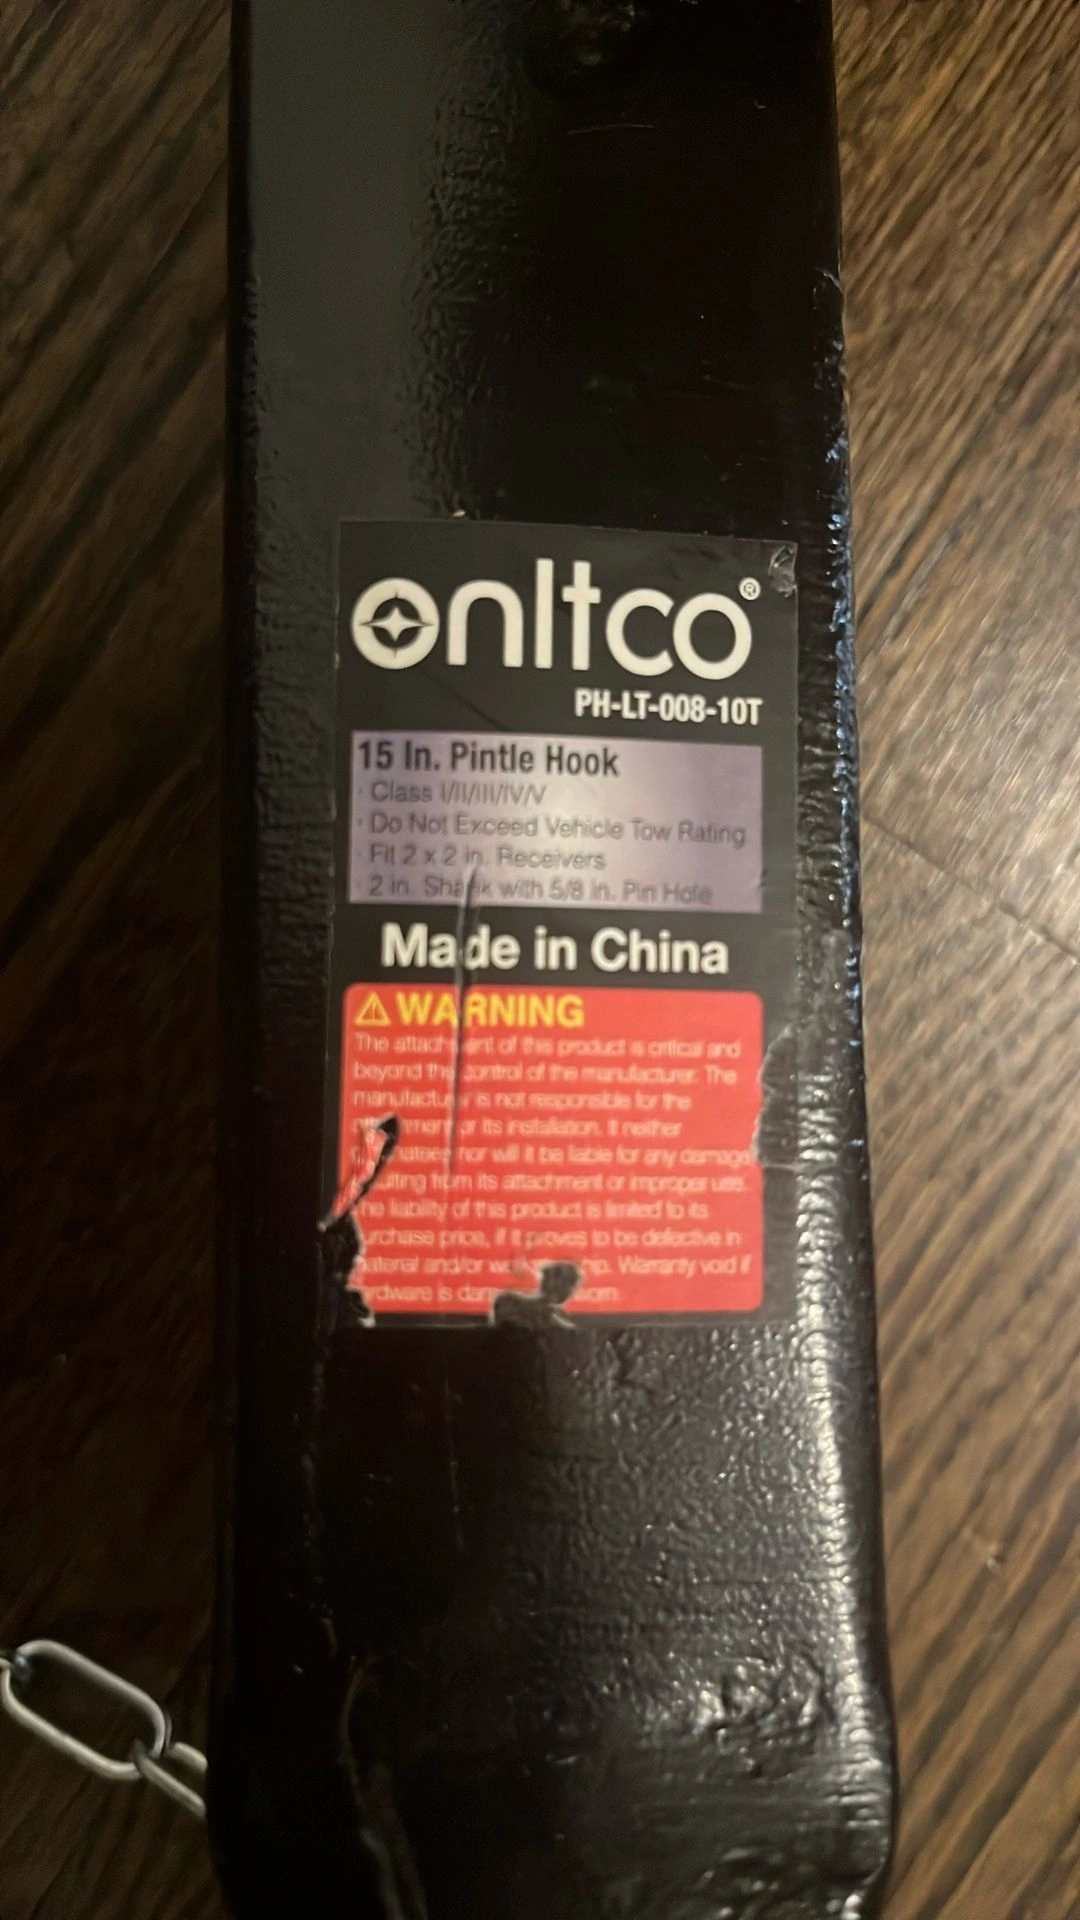 onltco®
PH-LT-008-10T
15 In. Pintle Hook
· Class I/II/III/IV/V
· Do Not Exceed Vehicle Tow Rating
· Fit 2 x 2 in. Receivers
· 2 in. Shank with 5/8 in. Pin Hole
Made in China
⚠ WARNING
The attachment of this product is critical and
beyond the control of the manufacturer. The
manufacturer is not responsible for the
or its installation. It neither
nor will it be liable for any damage
from its attachment or improper use.
The liability of this product is limited to its
purchase price, if it proves to be defective in
material and/or Warranty void if
is